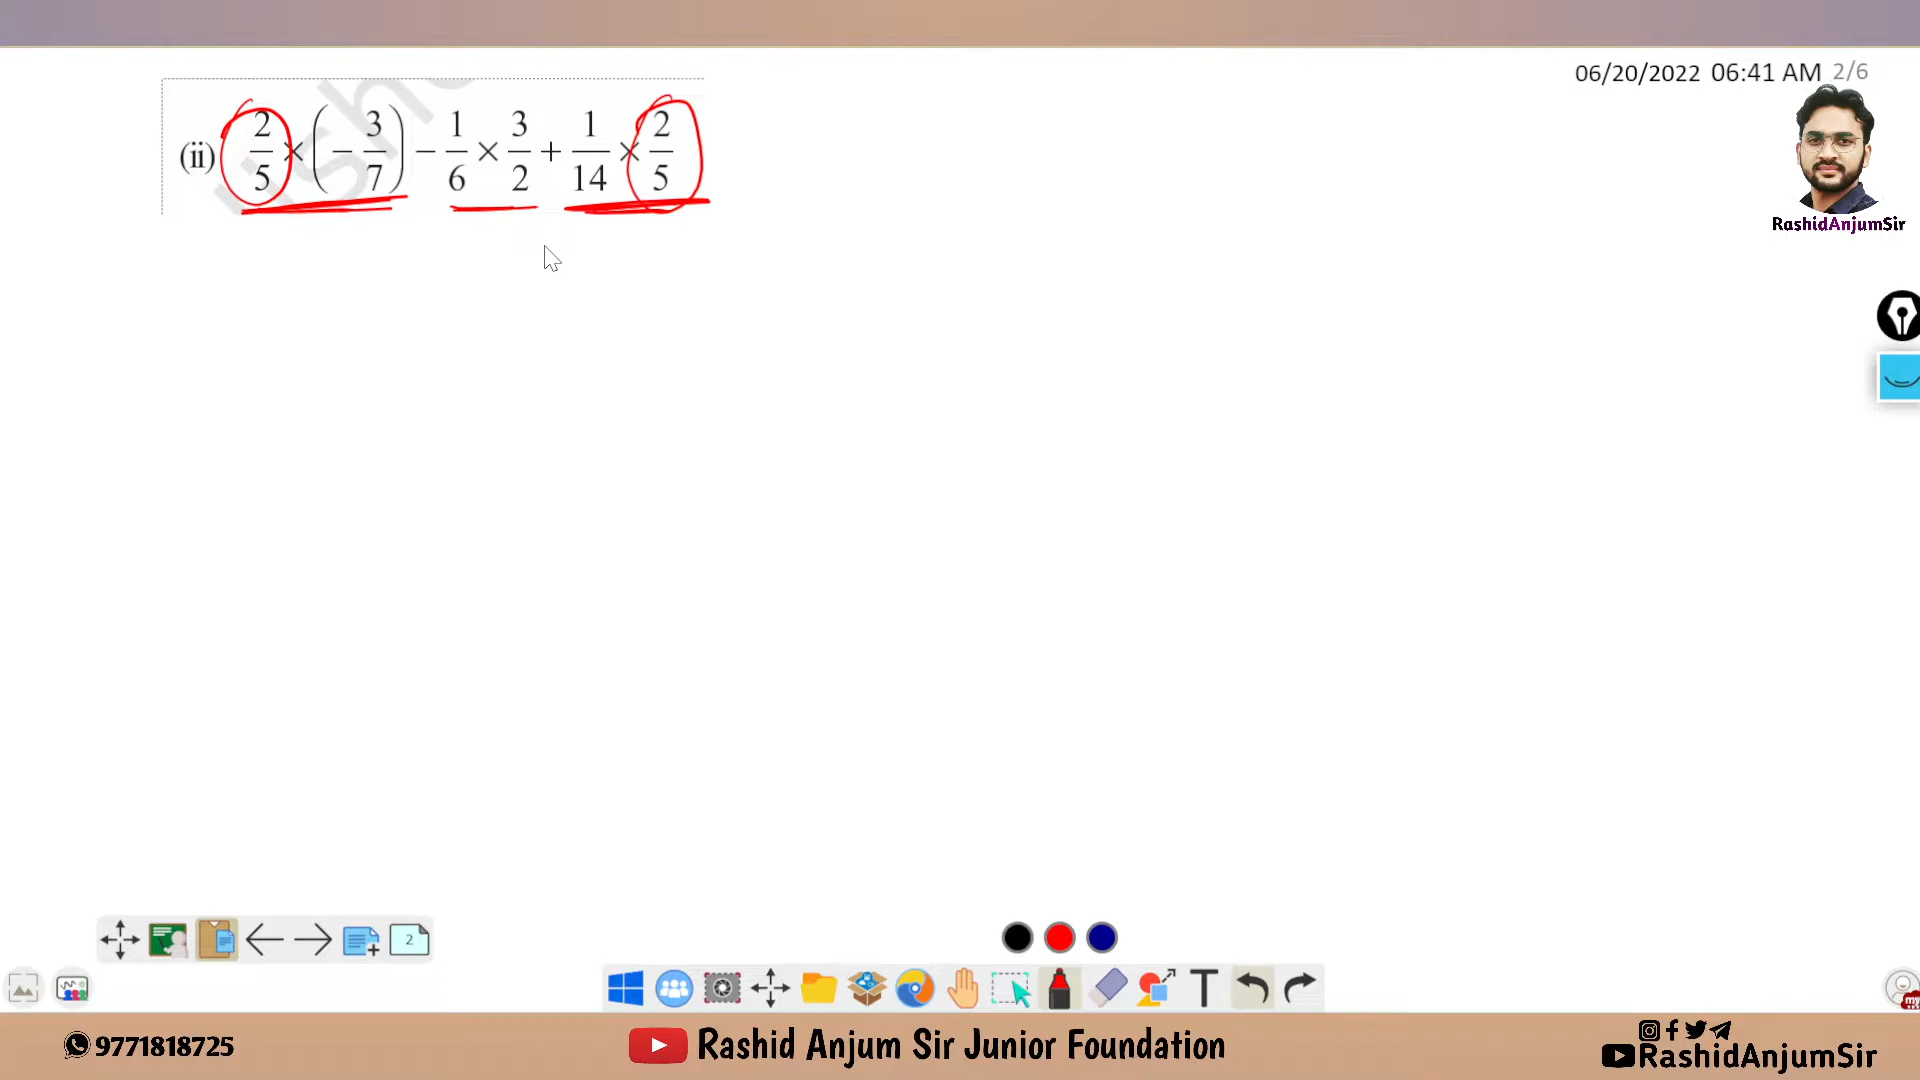 06/20/2022 06:41 AM 2/6
(ii) 2/5 × (− 3/7) − 1/6 × 3/2 + 1/14 × 2/5
RashidAnjumSir
2
T
9771818725
Rashid Anjum Sir Junior Foundation
RashidAnjumSir